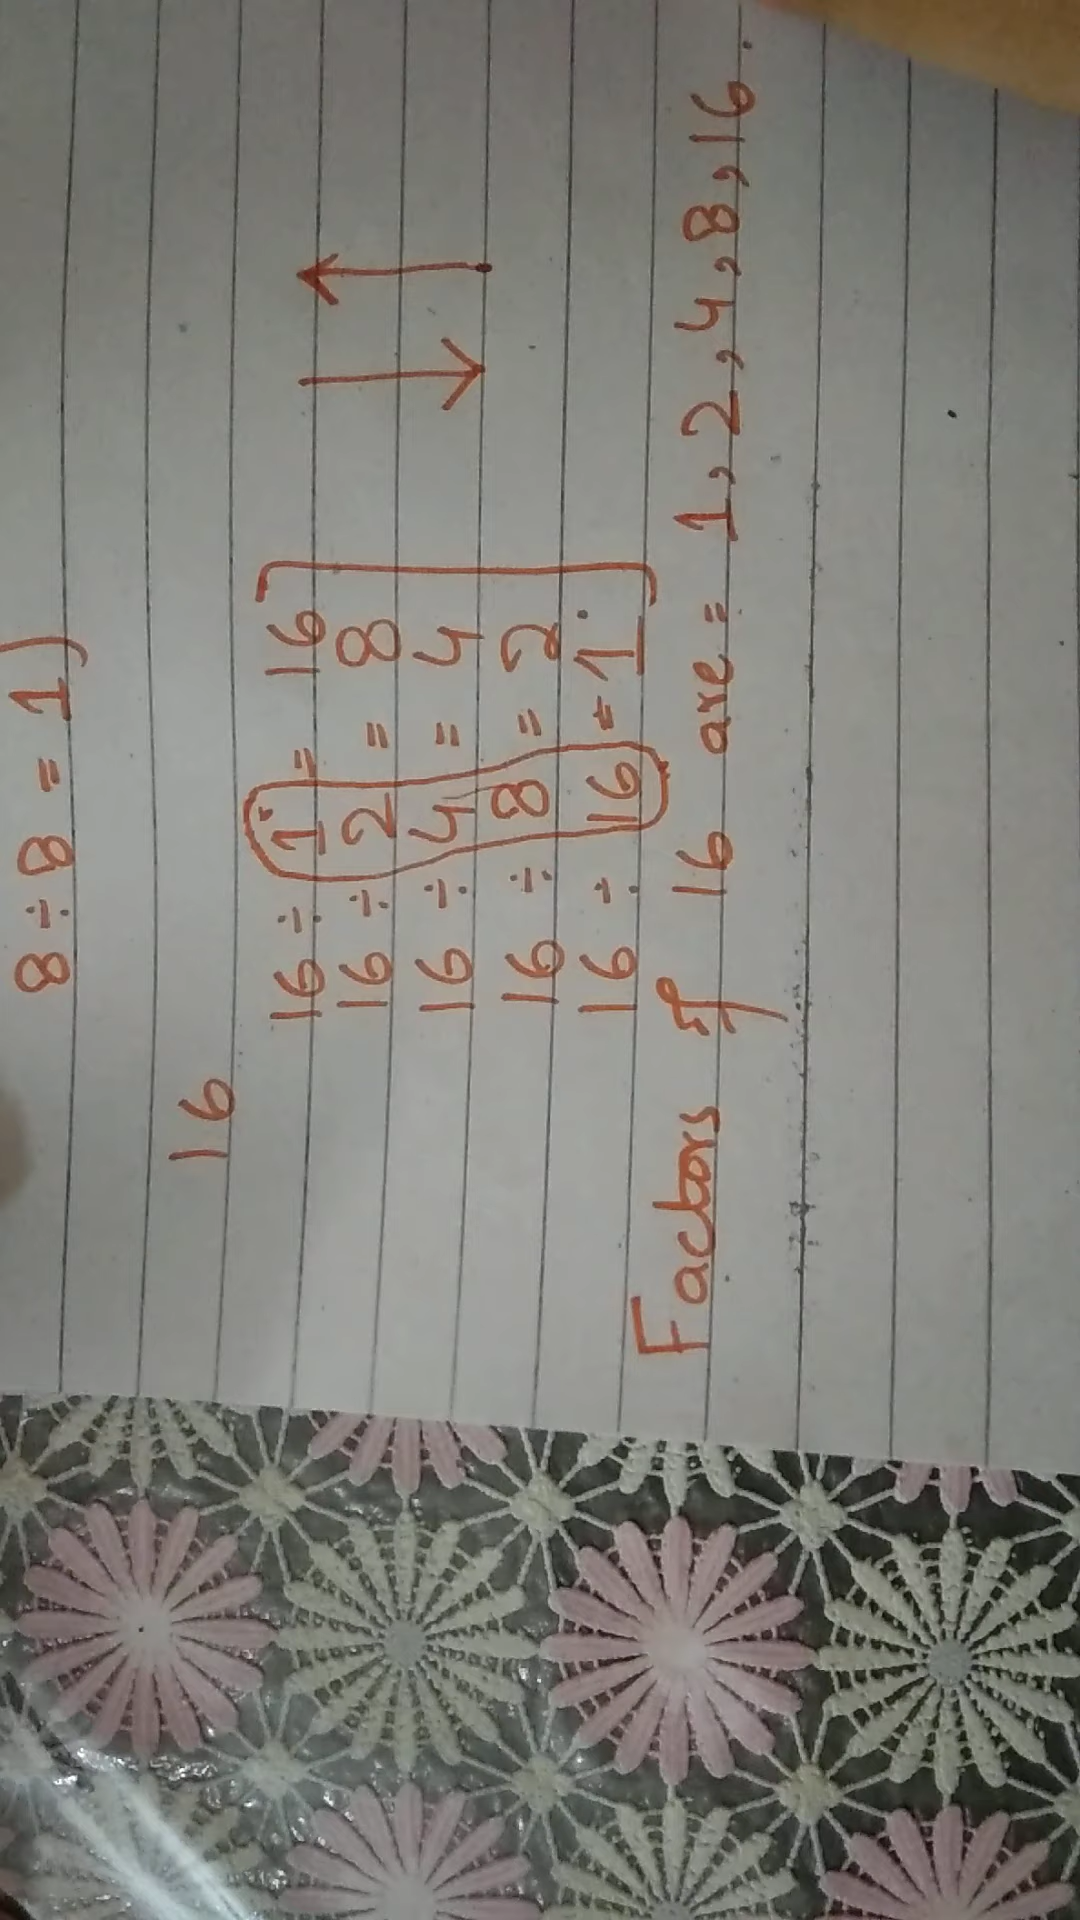 8 ÷ 8 = 1
16
16 ÷ 1 = 16
16 ÷ 2 = 8
16 ÷ 4 = 4
16 ÷ 8 = 2
16 ÷ 16 = 1.
Factors of 16 are = 1, 2, 4, 8, 16.